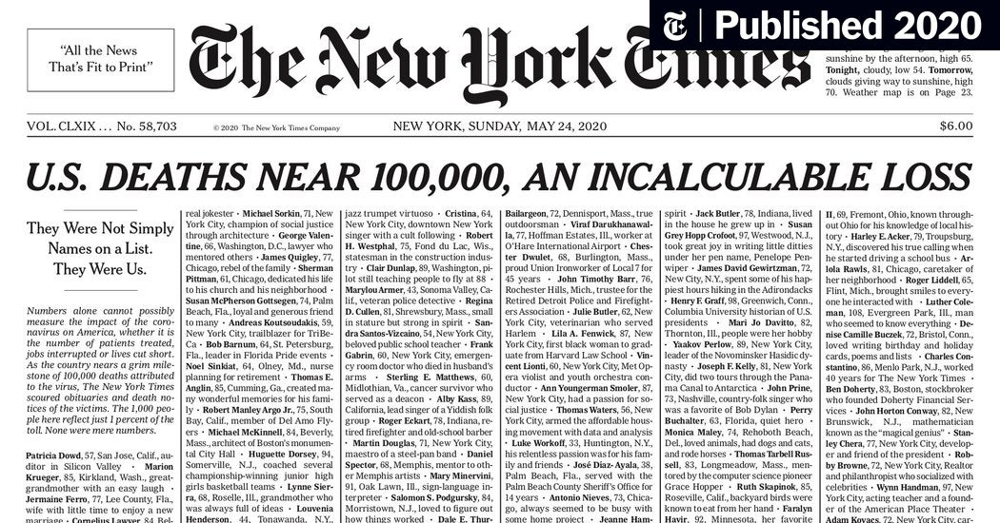 “All the News
That’s Fit to Print”
The New York Times
T | Published 2020
sunshine by the afternoon, high 65.
Tonight, cloudy, low 54. Tomorrow,
clouds giving way to sunshine, high
70. Weather map is on Page 23.
VOL. CLXIX . . . No. 58,703
© 2020 The New York Times Company
NEW YORK, SUNDAY, MAY 24, 2020
$6.00
U.S. DEATHS NEAR 100,000, AN INCALCULABLE LOSS
They Were Not Simply
Names on a List.
They Were Us.
Numbers alone cannot possibly
measure the impact of the coro-
navirus on America, whether it is
the number of patients treated,
jobs interrupted or lives cut short.
As the country nears a grim mile-
stone of 100,000 deaths attributed
to the virus, The New York Times
scoured obituaries and death no-
tices of the victims. The 1,000 peo-
ple here reflect just 1 percent of the
toll. None were mere numbers.
Patricia Dowd, 57, San Jose, Calif., au-
ditor in Silicon Valley · Marion
Krueger, 85, Kirkland, Wash., great-
grandmother with an easy laugh ·
Jermaine Ferro, 77, Lee County, Fla.,
wife with little time to enjoy a new
marriage · Cornelius Lawyer, 84, Bel-
real jokester · Michael Sorkin, 71, New
York City, champion of social justice
through architecture · George Valen-
tine, 66, Washington, D.C., lawyer who
mentored others · James Quigley, 77,
Chicago, rebel of the family · Sherman
Pittman, 61, Chicago, dedicated his life
to his church and his neighborhood ·
Susan McPherson Gottsegen, 74, Palm
Beach, Fla., loyal and generous friend
to many · Andreas Koutsoudakis, 59,
New York City, trailblazer for TriBe-
Ca · Bob Barnum, 64, St. Petersburg,
Fla., leader in Florida Pride events ·
Noel Sinkiat, 64, Olney, Md., nurse
planning for retirement · Thomas E.
Anglin, 85, Cumming, Ga., created ma-
ny wonderful memories for his fami-
ly · Robert Manley Argo Jr., 75, South
Bay, Calif., member of Del Amo Fly-
ers · Michael McKinnell, 84, Beverly,
Mass., architect of Boston’s monumen-
tal City Hall · Huguette Dorsey, 94,
Somerville, N.J., coached several
championship-winning junior high
girls basketball teams · Lynne Sier-
ra, 68, Roselle, Ill., grandmother who
was always full of ideas · Louvenia
Henderson, 44, Tonawanda, N.Y.,
jazz trumpet virtuoso · Cristina, 64,
New York City, downtown New York
singer with a cult following · Robert
H. Westphal, 75, Fond du Lac, Wis.,
statesman in the construction indus-
try · Clair Dunlap, 89, Washington, pi-
lot still teaching people to fly at 88 ·
Marylou Armer, 43, Sonoma Valley, Ca-
lif., veteran police detective · Regina
D. Cullen, 81, Shrewsbury, Mass., small
in stature but strong in spirit · San-
dra Santos-Vizcaino, 54, New York City,
beloved public school teacher · Frank
Gabrin, 60, New York City, emergen-
cy room doctor who died in husband’s
arms · Sterling E. Matthews, 60,
Midlothian, Va., cancer survivor who
served as a deacon · Alby Kass, 89,
California, lead singer of a Yiddish folk
group · Roger Eckart, 78, Indiana, re-
tired firefighter and old-school barber
· Martin Douglas, 71, New York City,
maestro of a steel-pan band · Daniel
Spector, 68, Memphis, mentor to oth-
er Memphis artists · Mary Minervini,
91, Oak Lawn, Ill., sign-language in-
terpreter · Salomon S. Podgursky, 84,
Morristown, N.J., loved to figure out
how things worked · Dale E. Thur-
Bailargeon, 72, Dennisport, Mass., true
outdoorsman · Viraf Darukhanawal-
la, 77, Hoffman Estates, Ill., worker at
O’Hare International Airport · Ches-
ter Dwulet, 68, Burlington, Mass.,
proud union worker of Local 7 for
45 years · John Timothy Barr, 76,
Rochester Hills, Mich., trustee for the
Retired Detroit Police and Firefight-
ers Association · Julie Butler, 62, New
York City, veterinarian who served
Harlem · Lila A. Fenwick, 87, New
York City, first black woman to grad-
uate from Harvard Law School · Vin-
cent Lionti, 60, New York City, Met Op-
era violist and youth orchestra con-
ductor · Ann Youngerman Smoler, 87,
New York City, had a passion for so-
cial justice · Thomas Waters, 56, New
York City, armed the affordable hous-
ing movement with data and analysis
· Luke Workoff, 33, Huntington, N.Y.,
his relentless passion was for his fam-
ily and friends · José Díaz-Ayala, 38,
Palm Beach, Fla., served with the
Palm Beach County Sheriff’s Office for
14 years · Antonio Nieves, 73, Chica-
go, always seemed to be busy with
some home project · Jeanne Ham-
spirit · Jack Butler, 78, Indiana, lived
in the house he grew up in · Susan
Grey Hopp Crofoot, 97, Westwood, N.J.,
took great joy in writing little ditties
under her pen name, Penelope Pen-
wiper · James David Gewirtzman, 72,
New City, N.Y., spent some of his hap-
piest hours hiking in the Adirondacks
· Henry F. Graff, 98, Greenwich, Conn.,
Columbia University historian of U.S.
presidents · Mari Jo Davitto, 82,
Thornton, Ill., people were her hobby
· Yaakov Perlow, 89, New York City,
leader of the Novominsker Hasidic dy-
nasty · Joseph F. Kelly, 81, New York
City, did two tours through the Pana-
ma Canal to Antarctica · John Prine,
73, Nashville, country-folk singer who
was a favorite of Bob Dylan · Perry
Buchalter, 63, Florida, quiet hero ·
Monica Maley, 74, Rehoboth Beach,
Del., loved animals, had dogs and cats,
and rode horses · Thomas Tarbell Rus-
sell, 83, Longmeadow, Mass., men-
tored by the computer science pioneer
Grace Hopper · Ruth Skapinok, 85,
Roseville, Calif., backyard birds were
known to eat from her hand · Faralyn
Havir, 92, Minnesota, her favorite
II, 69, Fremont, Ohio, known through-
out Ohio for his knowledge of local his-
tory · Harley E. Acker, 79, Troupsburg,
N.Y., discovered his true calling when
he started driving a school bus · Ar-
lola Rawls, 81, Chicago, caretaker of
her neighborhood · Roger Liddell, 65,
Flint, Mich., brought smiles to every-
one he interacted with · Luther Cole-
man, 108, Evergreen Park, Ill., man
who seemed to know everything · De-
nise Camille Buczek, 72, Bristol, Conn.,
loved writing birthday and holiday
cards, poems and lists · Charles Con-
stantino, 86, Menlo Park, N.J., worked
40 years for The New York Times ·
Ben Doherty, 83, Boston, stockbroker
who founded Doherty Financial Ser-
vices · John Horton Conway, 82, New
Brunswick, N.J., mathematician
known as the “magical genius” · Stan-
ley Chera, 77, New York City, develop-
er and friend of the president · Rob-
by Browne, 72, New York City, Realtor
and philanthropist who socialized with
celebrities · Wynn Handman, 97, New
York City, acting teacher and a found-
er of the American Place Theater ·
Adam Kovacs, 72, New York City, car-